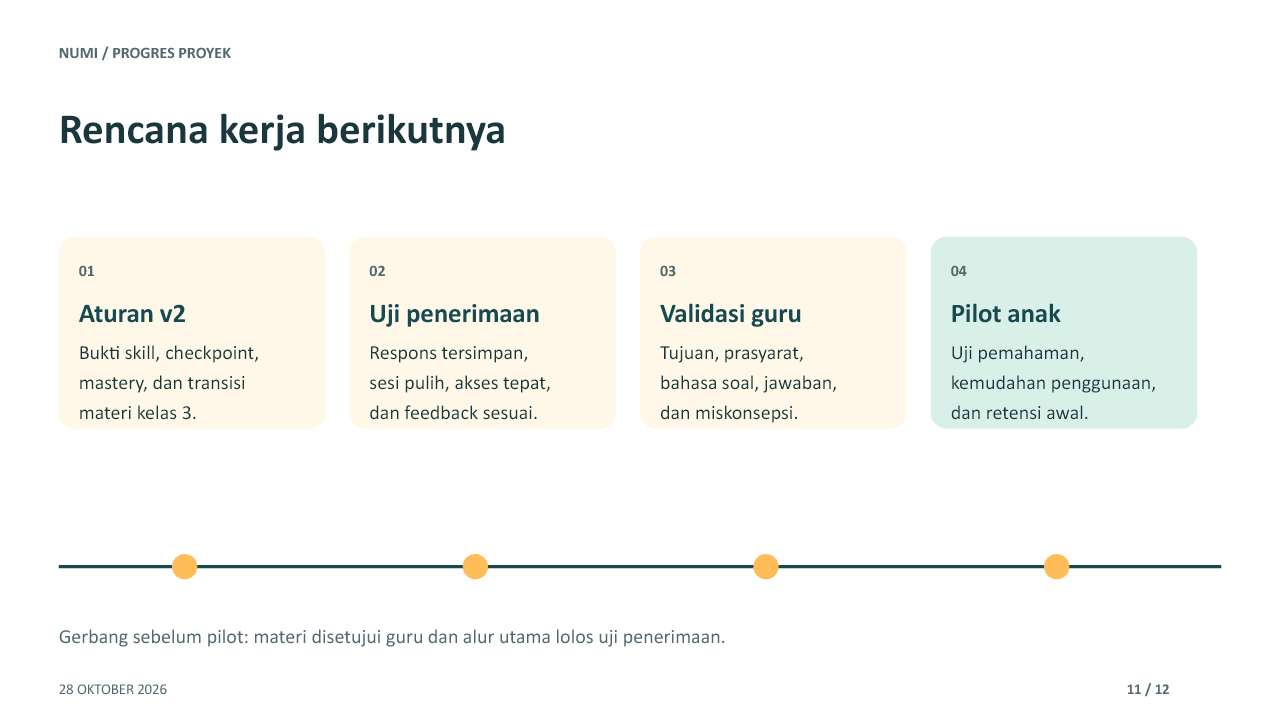 NUMI / PROGRES PROYEK
Rencana kerja berikutnya
01
Aturan v2
Bukti skill, checkpoint,
mastery, dan transisi
materi kelas 3.
02
Uji penerimaan
Respons tersimpan,
sesi pulih, akses tepat,
dan feedback sesuai.
03
Validasi guru
Tujuan, prasyarat,
bahasa soal, jawaban,
dan miskonsepsi.
04
Pilot anak
Uji pemahaman,
kemudahan penggunaan,
dan retensi awal.
Gerbang sebelum pilot: materi disetujui guru dan alur utama lolos uji penerimaan.
28 OKTOBER 2026
11 / 12